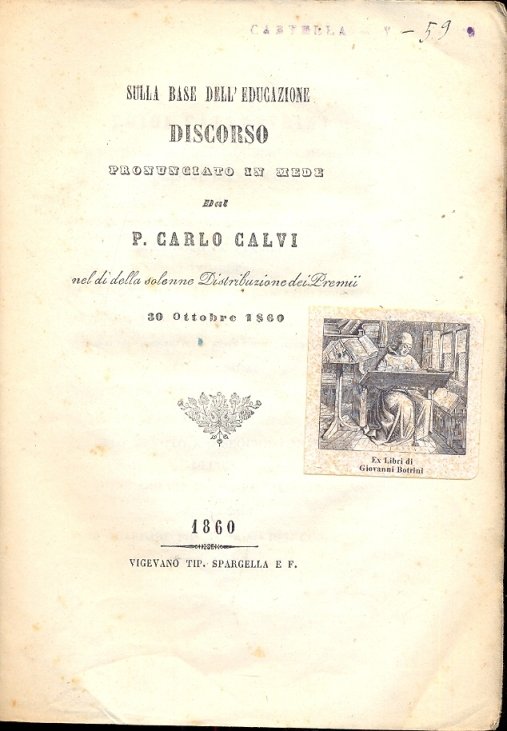 CARTELLA
- 59
SULLA BASE DELL'EDUCAZIONE
DISCORSO
PRONUNCIATO IN MEDE
Dal
P. CARLO CALVI
nel dì della solenne Distribuzione dei Premii
30 Ottobre 1860
Ex Libri di
Giovanni Botrini
1860
VIGEVANO TIP. SPARGELLA E F.